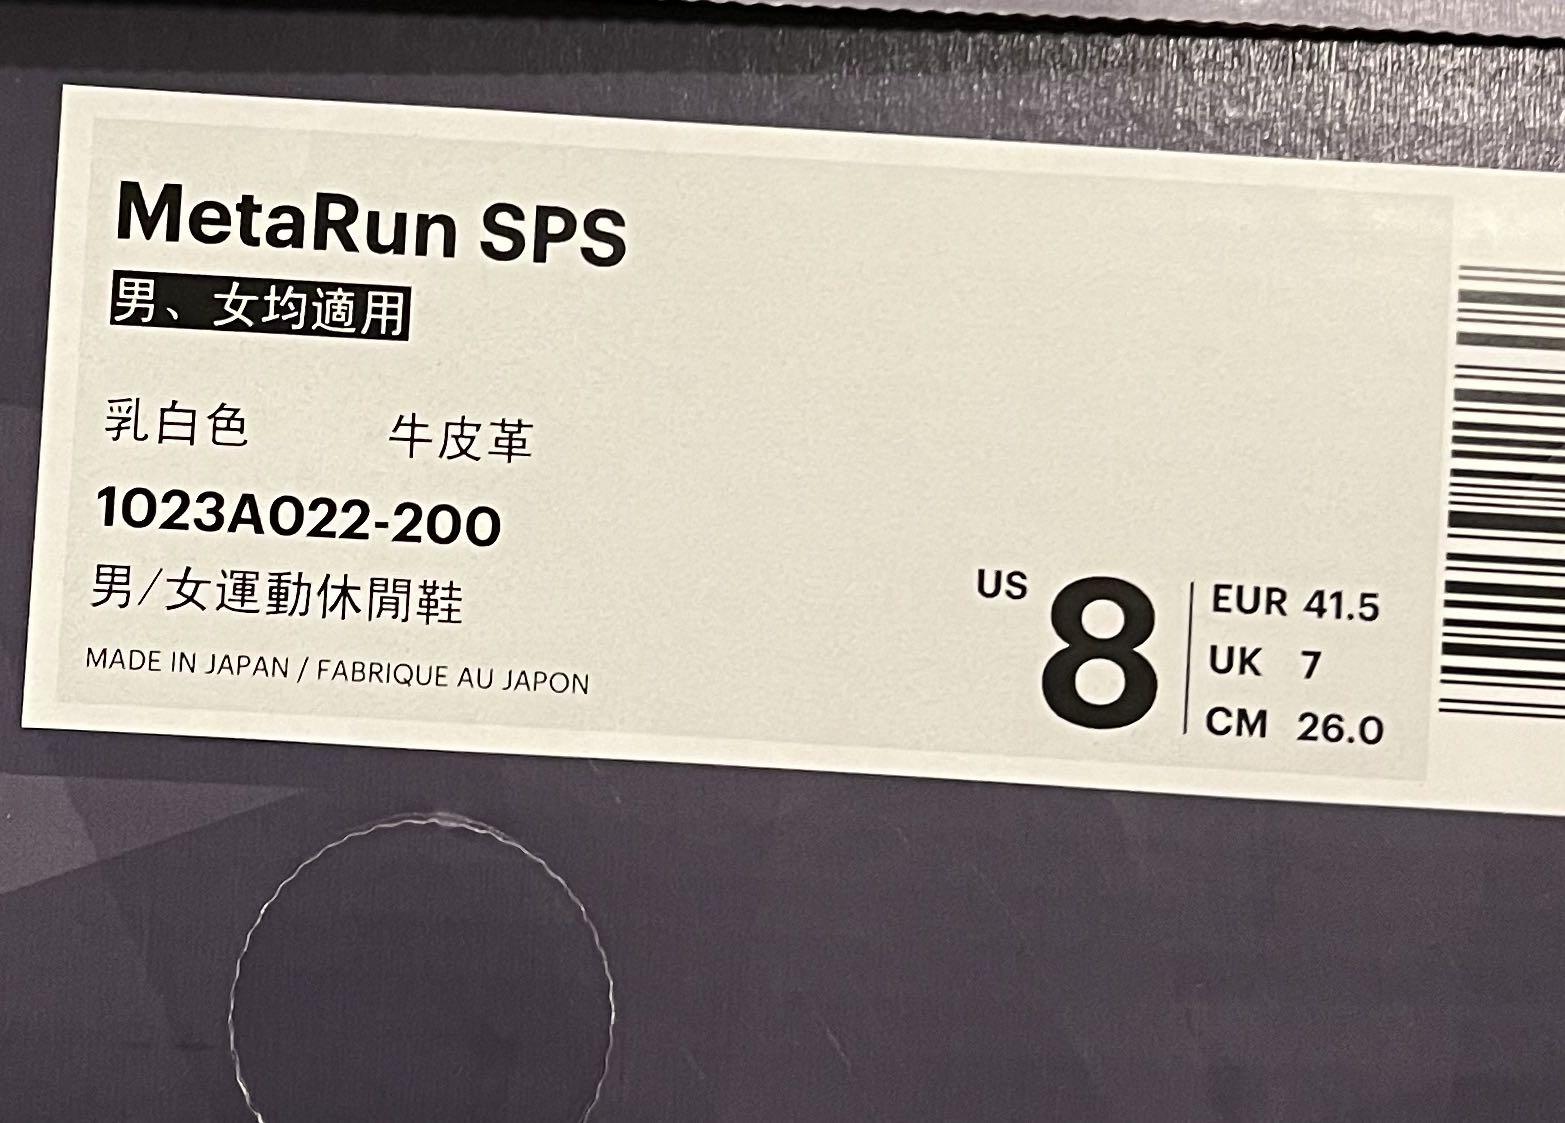 MetaRun SPS
男、女均適用
乳白色 牛皮革
1023A022-200
男/女運動休閒鞋
MADE IN JAPAN / FABRIQUE AU JAPON
US 8
EUR 41.5
UK 7
CM 26.0